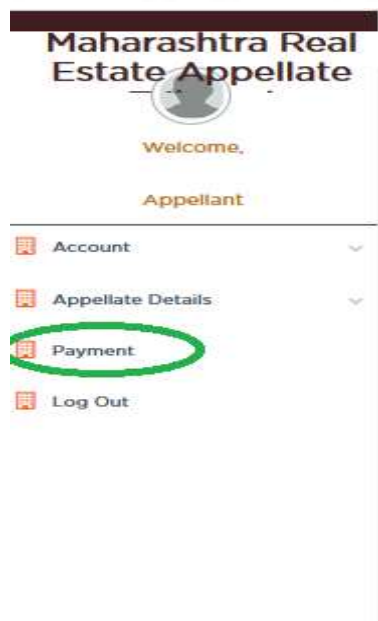 Maharashtra Real
Estate Appellate
Welcome,
Appellant
Account
Appellate Details
Payment
Log Out